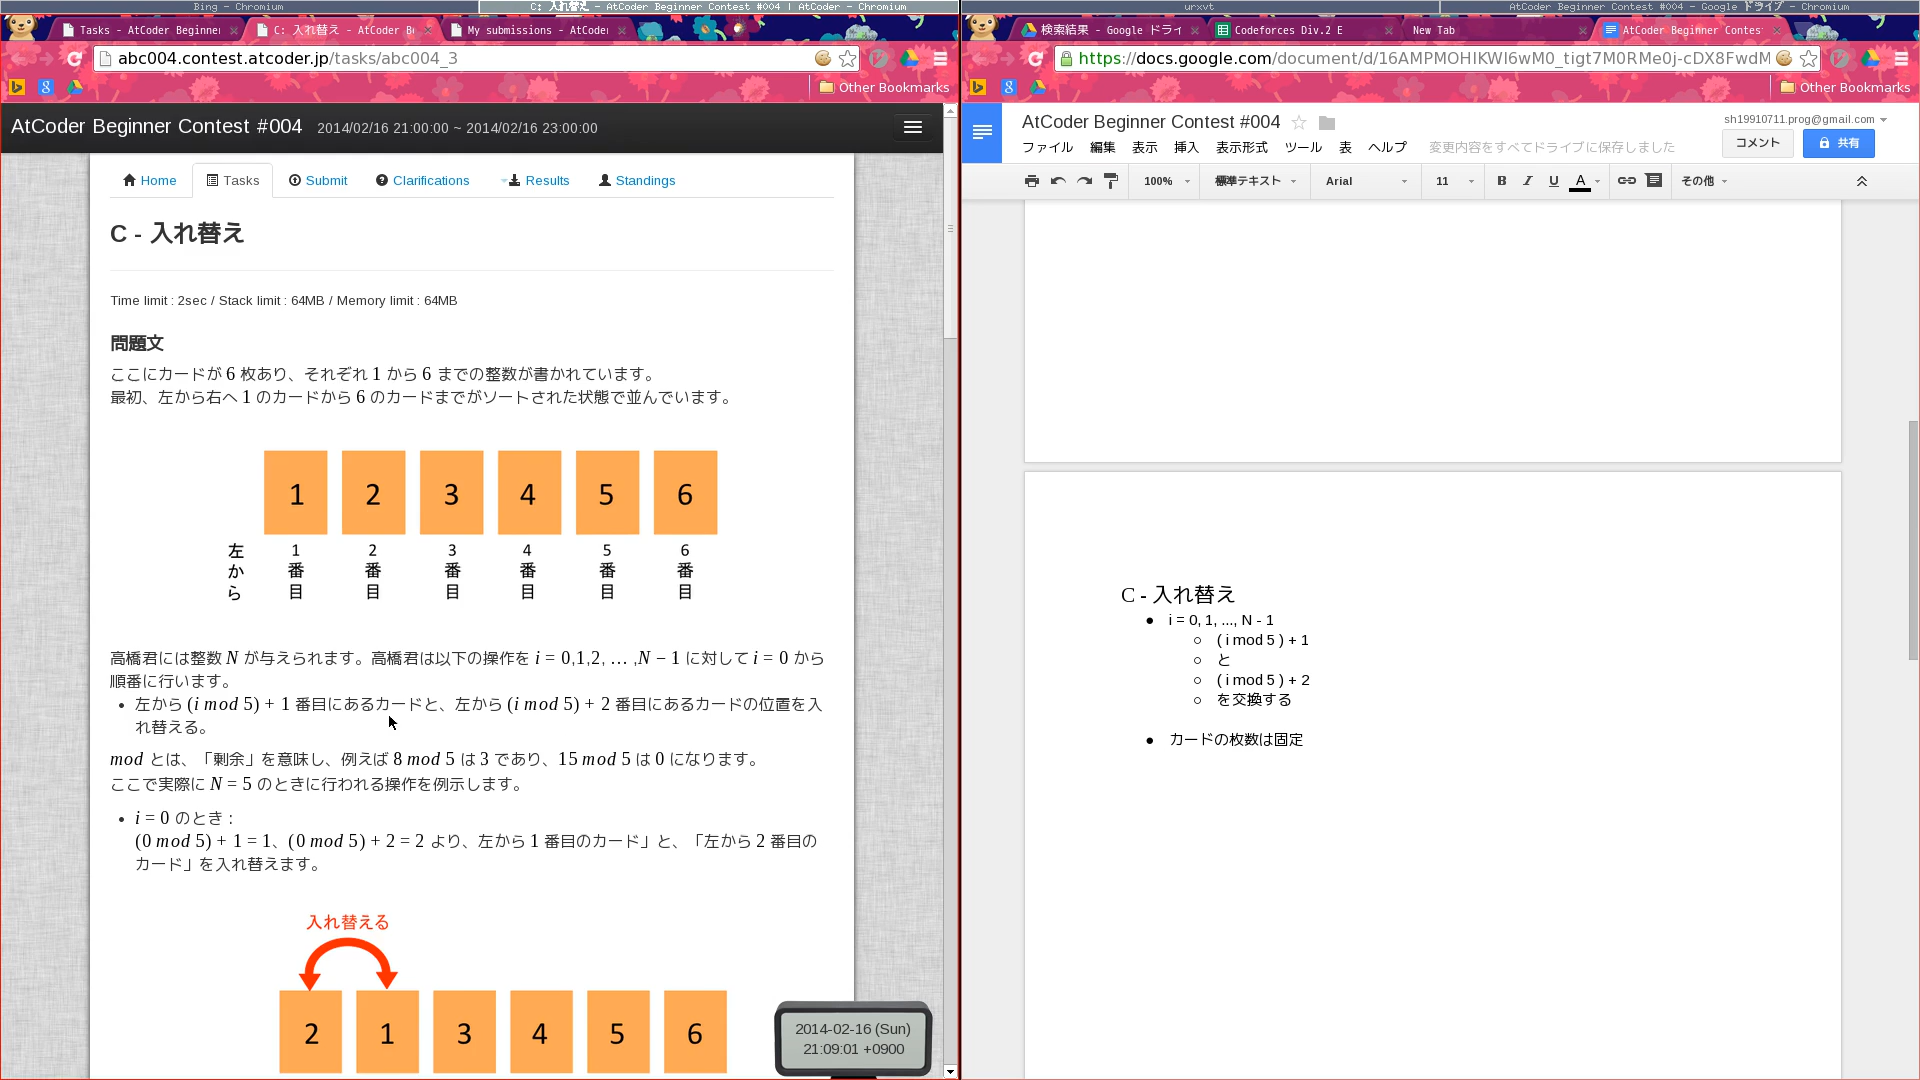 Bing - Chromium
C: 入れ替え - AtCoder Beginner Contest #004 | AtCoder - Chromium
urxvt
AtCoder Beginner Contest #004 - Google ドライブ - Chromium
Tasks - AtCoder Beginner
C: 入れ替え - AtCoder Be
My submissions - AtCoder
検索結果 - Google ドライ
Codeforces Div.2 E
New Tab
AtCoder Beginner Contes
abc004.contest.atcoder.jp/tasks/abc004_3
https://docs.google.com/document/d/16AMPMOHIKWI6wM0_tigt7M0RMe0j-cDX8FwdM
Other Bookmarks
Other Bookmarks
AtCoder Beginner Contest #004 2014/02/16 21:00:00 ~ 2014/02/16 23:00:00
Home Tasks Submit Clarifications Results Standings
C - 入れ替え
Time limit : 2sec / Stack limit : 64MB / Memory limit : 64MB
問題文
ここにカードが 6 枚あり、それぞれ 1 から 6 までの整数が書かれています。
最初、左から右へ 1 のカードから 6 のカードまでがソートされた状態で並んでいます。
1 2 3 4 5 6
左から 1番目 2番目 3番目 4番目 5番目 6番目
高橋君には整数 N が与えられます。高橋君は以下の操作を i = 0,1,2, … ,N − 1 に対して i = 0 から
順番に行います。
• 左から (i mod 5) + 1 番目にあるカードと、左から (i mod 5) + 2 番目にあるカードの位置を入
れ替える。
mod とは、「剰余」を意味し、例えば 8 mod 5 は 3 であり、15 mod 5 は 0 になります。
ここで実際に N = 5 のときに行われる操作を例示します。
• i = 0 のとき :
(0 mod 5) + 1 = 1、(0 mod 5) + 2 = 2 より、左から 1 番目のカード」と、「左から 2 番目の
カード」を入れ替えます。
入れ替える
2 1 3 4 5 6
2014-02-16 (Sun)
21:09:01 +0900
AtCoder Beginner Contest #004
sh19910711.prog@gmail.com
ファイル 編集 表示 挿入 表示形式 ツール 表 ヘルプ 変更内容をすべてドライブに保存しました
コメント 共有
100% 標準テキスト Arial 11 B I U A その他
C - 入れ替え
● i = 0, 1, ..., N - 1
○ ( i mod 5 ) + 1
○ と
○ ( i mod 5 ) + 2
○ を交換する
● カードの枚数は固定